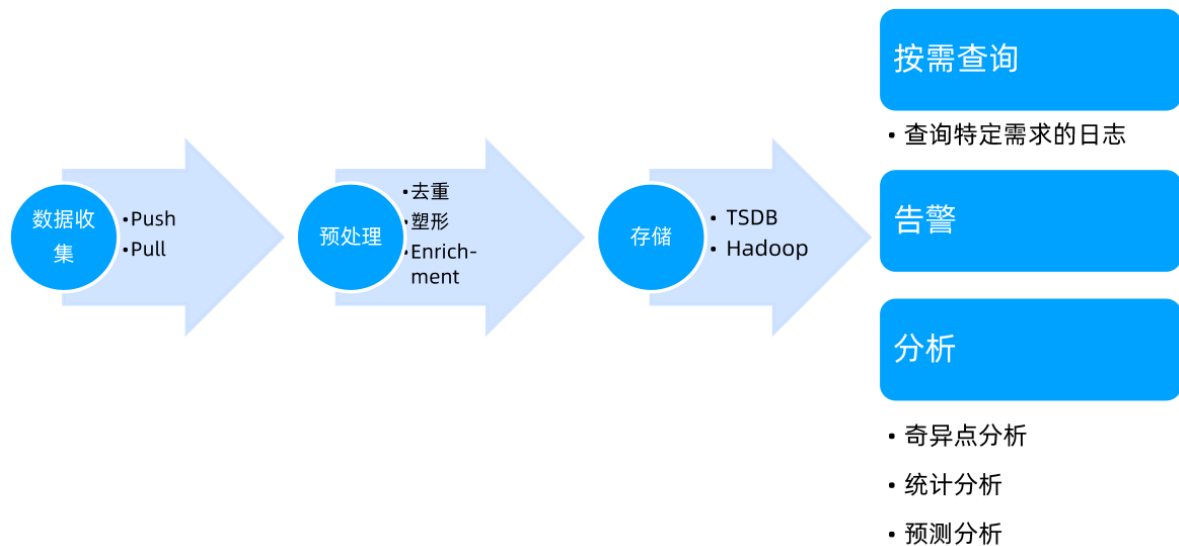 数据收
集
•Push
•Pull
预处理
•去重
•塑形
•Enrich-
ment
存储
• TSDB
• Hadoop
按需查询
• 查询特定需求的日志
告警
分析
• 奇异点分析
• 统计分析
• 预测分析